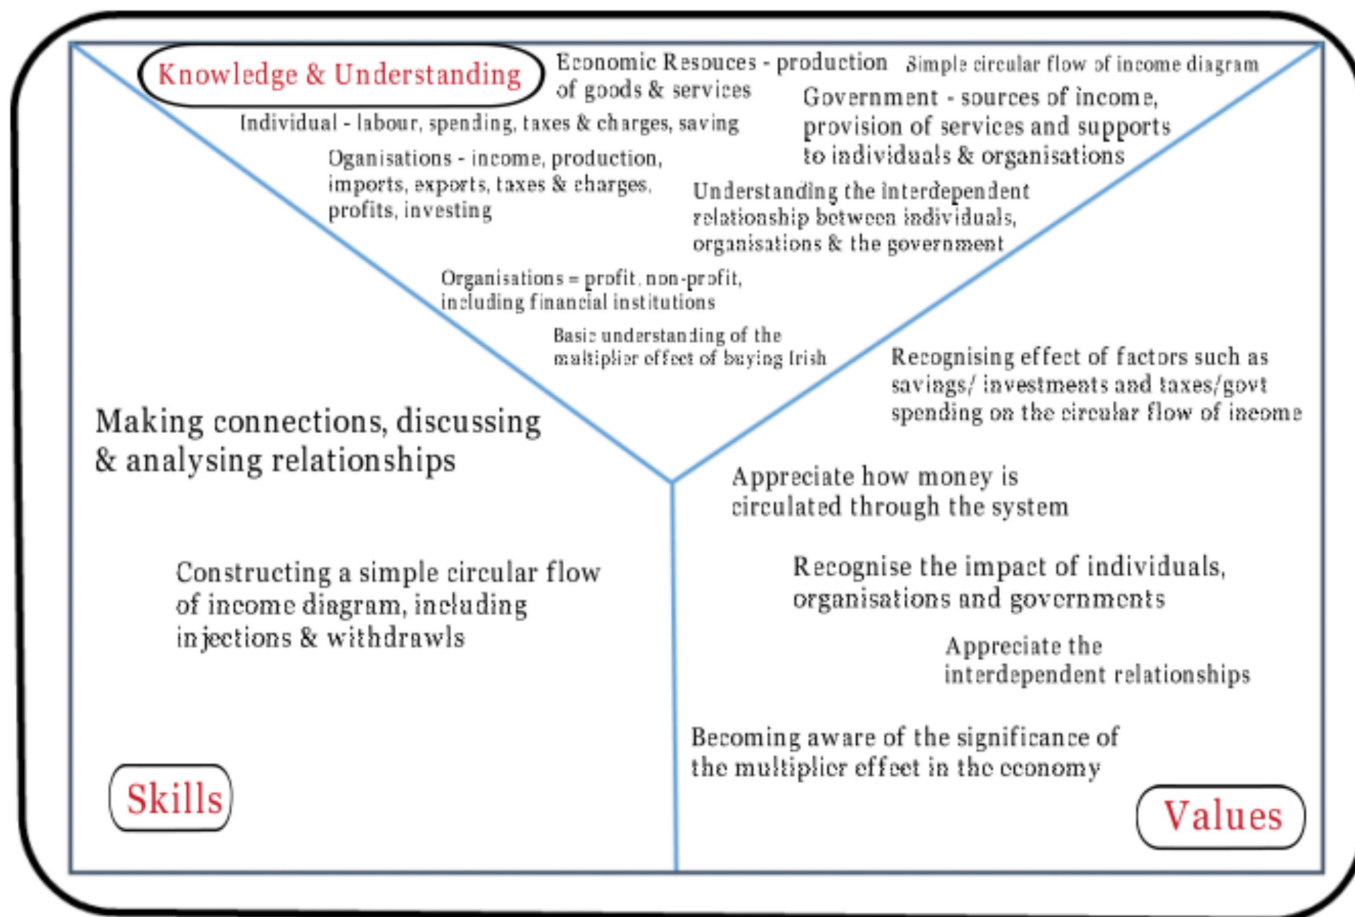 Knowledge & Understanding
Economic Resouces - production
of goods & services
Simple circular flow of income diagram
Individual - labour, spending, taxes & charges, saving
Government - sources of income,
provision of services and supports
to individuals & organisations
Oganisations - income, production,
imports, exports, taxes & charges,
profits, investing
Understanding the interdependent
relationship between individuals,
organisations & the government
Organisations = profit, non-profit,
including financial institutions
Basic understanding of the
multiplier effect of buying Irish
Making connections, discussing
& analysing relationships
Constructing a simple circular flow
of income diagram, including
injections & withdrawls
Skills
Recognising effect of factors such as
savings/ investments and taxes/govt
spending on the circular flow of income
Appreciate how money is
circulated through the system
Recognise the impact of individuals,
organisations and governments
Appreciate the
interdependent relationships
Becoming aware of the significance of
the multiplier effect in the economy
Values